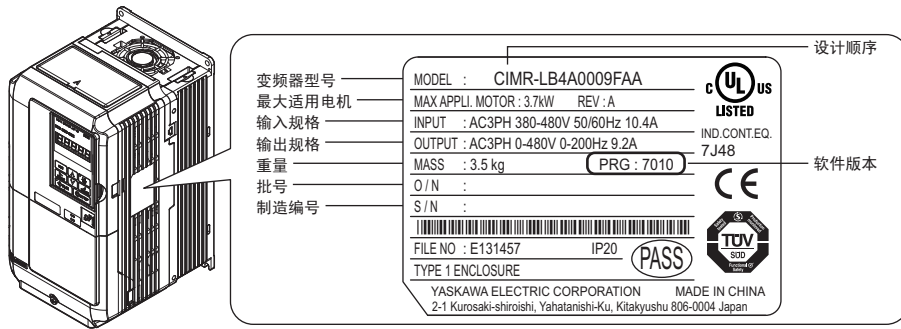 设计顺序
变频器型号
最大适用电机
输入规格
输出规格
重量
批号
制造编号
MODEL : CIMR-LB4A0009FAA
MAX APPLI. MOTOR : 3.7kW REV : A
INPUT : AC3PH 380-480V 50/60Hz 10.4A
OUTPUT : AC3PH 0-480V 0-200Hz 9.2A
MASS : 3.5 kg PRG : 7010
O / N :
S / N :
FILE NO : E131457 IP20
TYPE 1 ENCLOSURE
PASS
YASKAWA ELECTRIC CORPORATION MADE IN CHINA
2-1 Kurosaki-shiroishi, Yahatanishi-Ku, Kitakyushu 806-0004 Japan
C UL US
LISTED
IND.CONT.EQ.
7J48
CE
TÜV
SÜD
Functional
Safety
软件版本